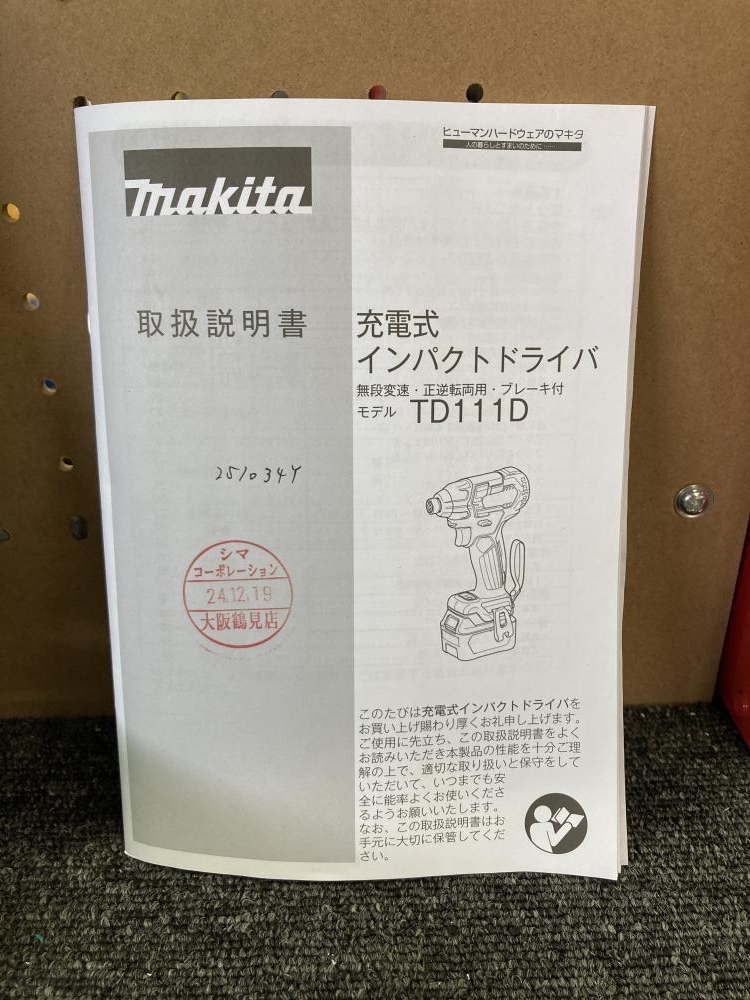 ヒューマンハードウェアのマキタ
人の暮らしとすまいのために……
makita
取扱説明書
充電式
インパクトドライバ
無段変速・正逆転両用・ブレーキ付
モデル TD111D
251034Y
シマ
コーポレーション
24.12.19
大阪鶴見店
このたびは充電式インパクトドライバを
お買い上げ賜わり厚くお礼申し上げます。
ご使用に先立ち、この取扱説明書をよく
お読みいただき本製品の性能を十分ご理
解の上で、適切な取り扱いと保守をして
いただいて、いつまでも安
全に能率よくお使いくださ
るようお願いいたします。
なお、この取扱説明書はお
手元に大切に保管してくだ
さい。